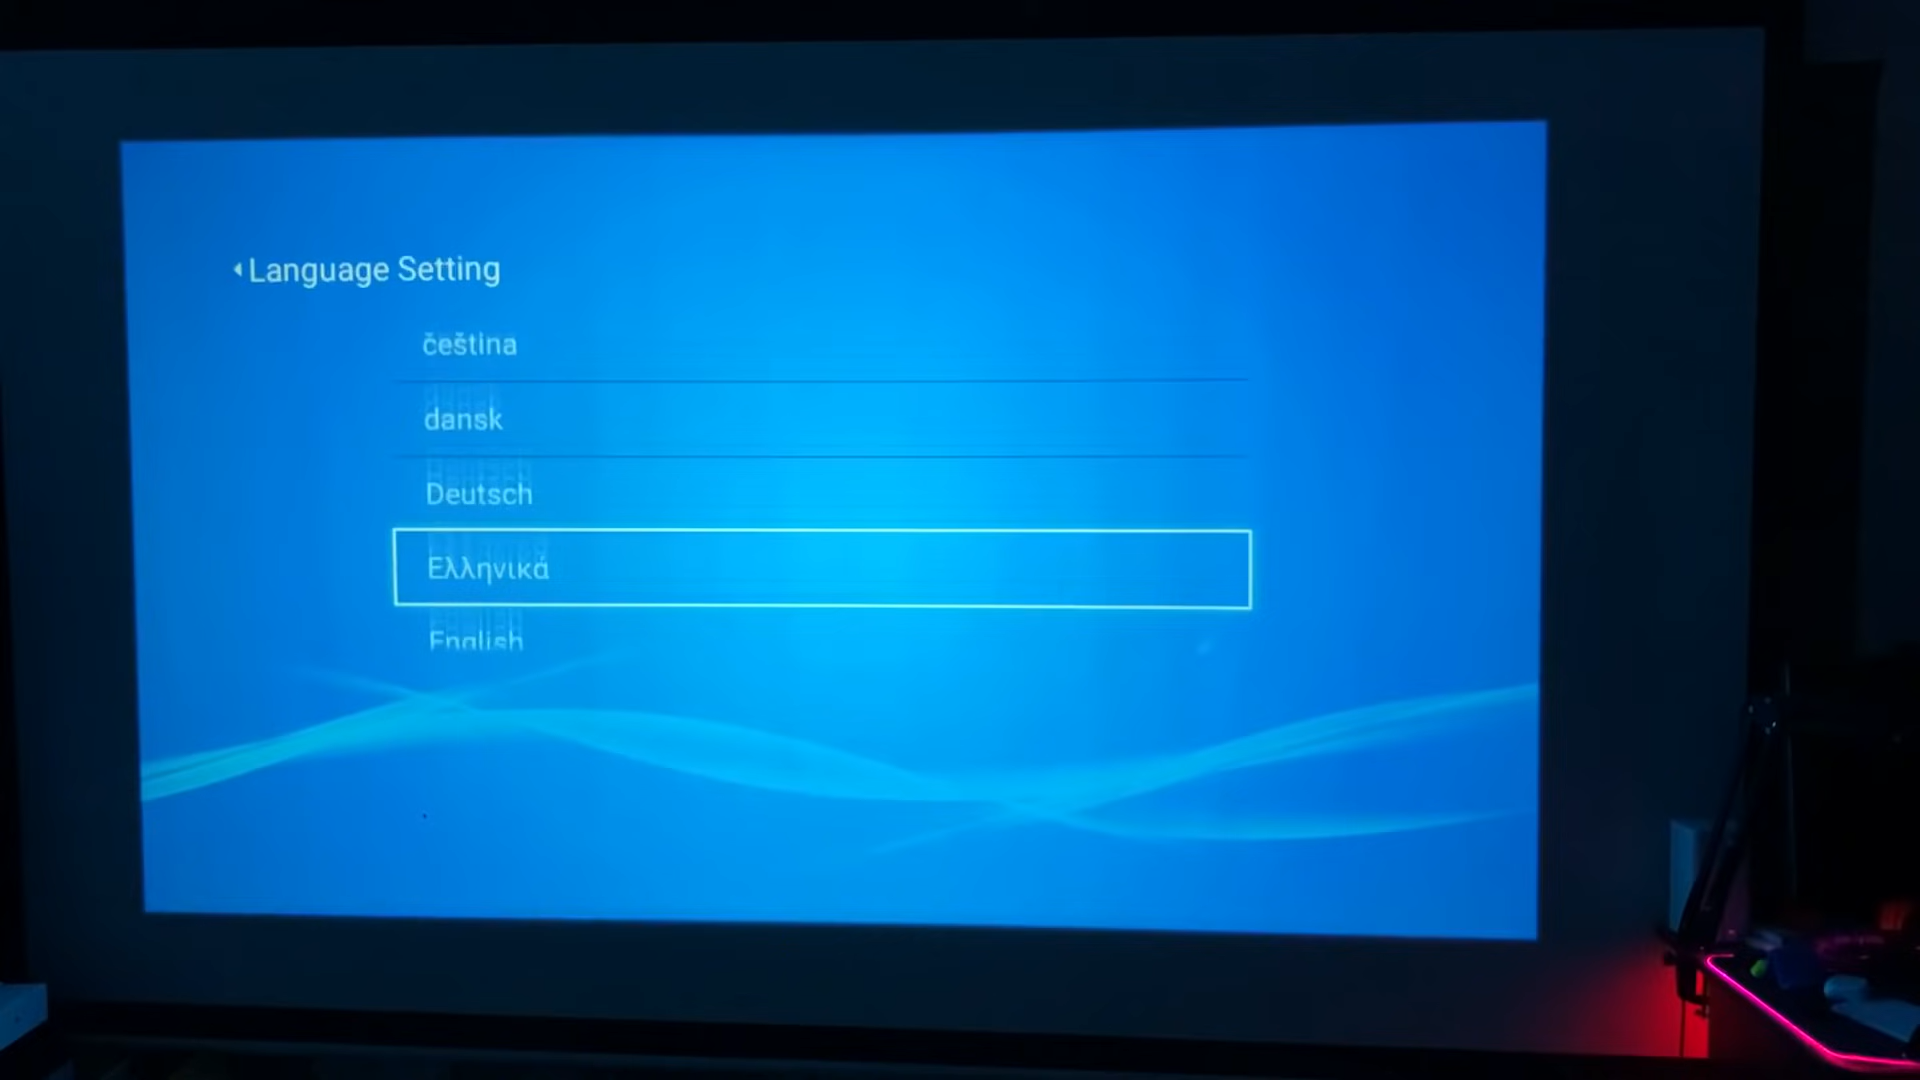 Language Setting
čeština
dansk
Deutsch
Ελληνικά
English